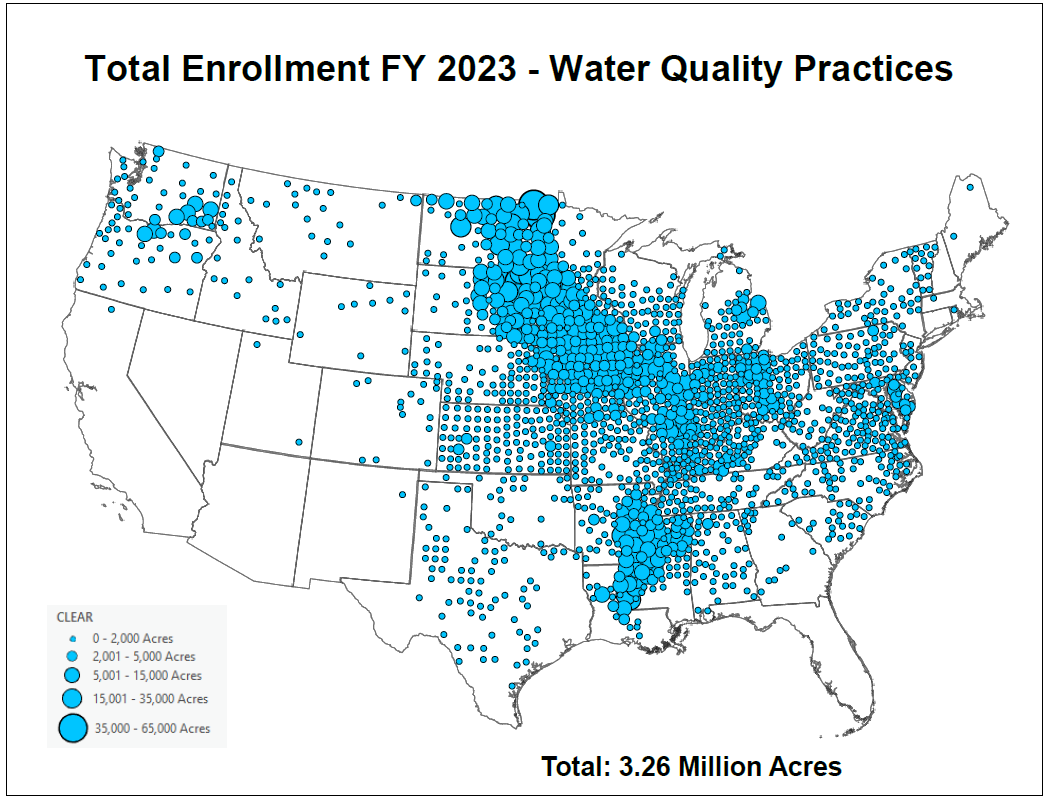 Total Enrollment FY 2023 - Water Quality Practices
CLEAR
0 - 2,000 Acres
2,001 - 5,000 Acres
5,001 - 15,000 Acres
15,001 - 35,000 Acres
35,000 - 65,000 Acres
Total: 3.26 Million Acres